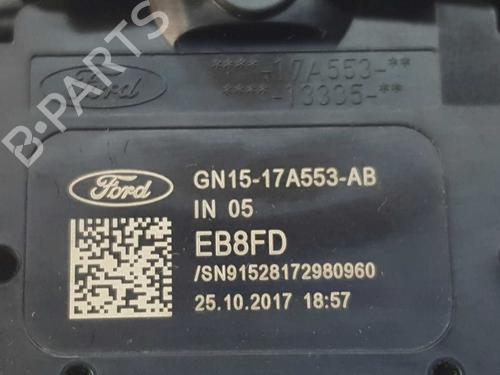 Ford
****-17A553-**
****-13335-**
B-PARTS
Ford
GN15-17A553-AB
IN 05
EB8FD
/SN91528172980960
25.10.2017 18:57